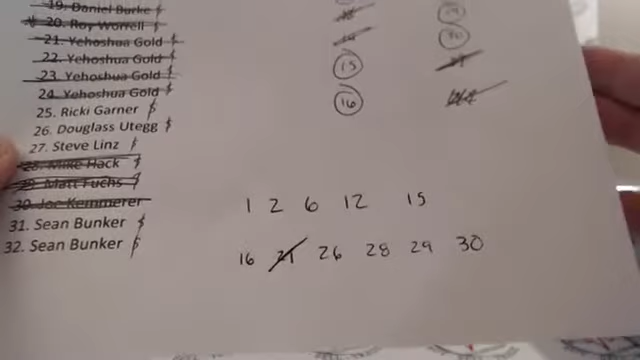 19. Daniel Burke $
20. Roy Worrell $
21. Yehoshua Gold $
22. Yehoshua Gold $
23. Yehoshua Gold $
24. Yehoshua Gold $
25. Ricki Garner $
26. Douglass Utegg $
27. Steve Linz $
28. Mike Hack $
29. Matt Fuchs $
30. Joe Kemmerer
31. Sean Bunker $
32. Sean Bunker $
30
15
16
1 2 6 12 15
16 21 26 28 29 30